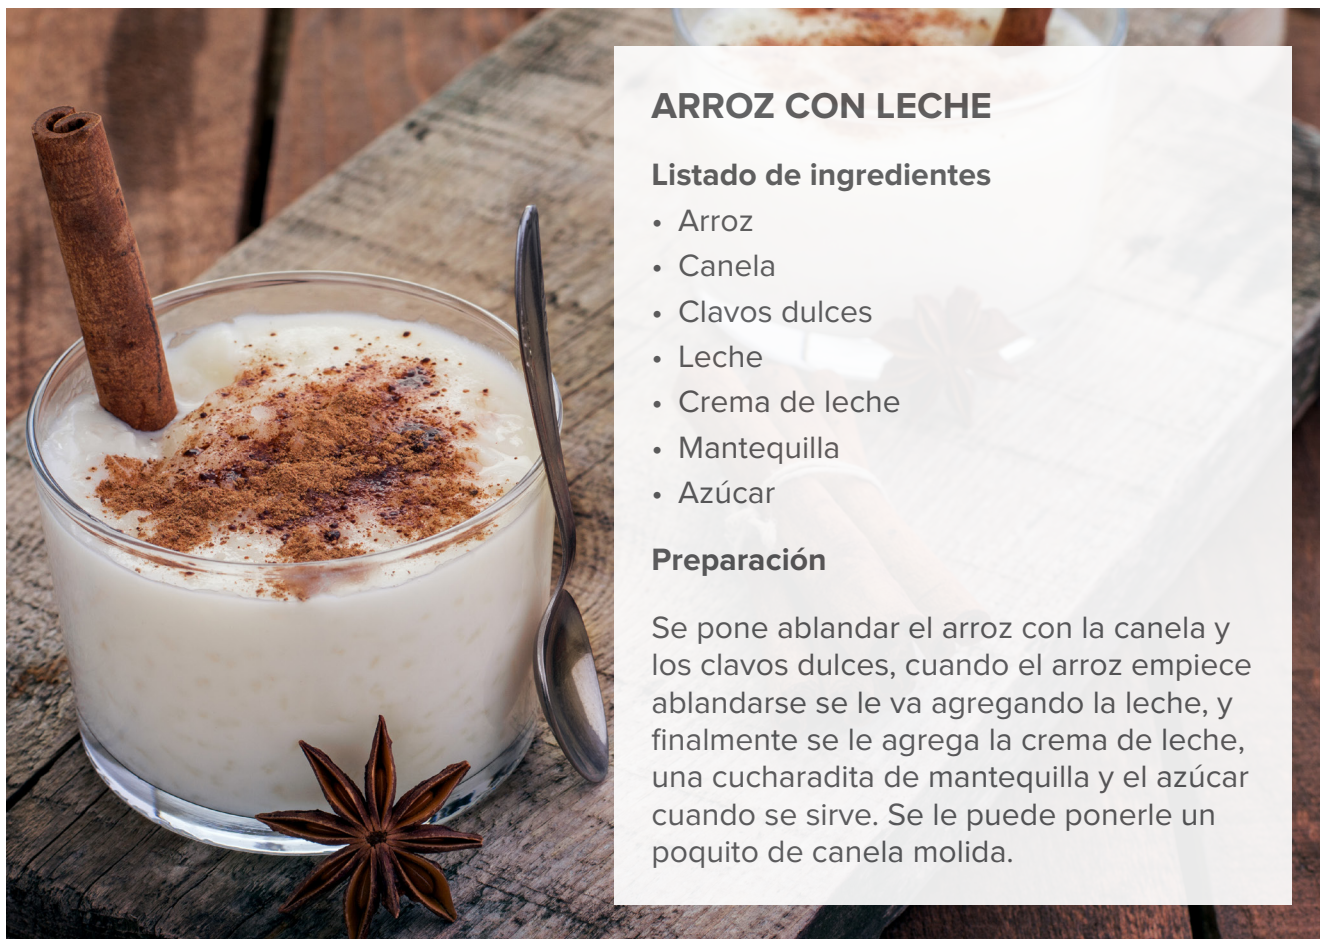 ARROZ CON LECHE
Listado de ingredientes
• Arroz
• Canela
• Clavos dulces
• Leche
• Crema de leche
• Mantequilla
• Azúcar
Preparación
Se pone ablandar el arroz con la canela y
los clavos dulces, cuando el arroz empiece
ablandarse se le va agregando la leche, y
finalmente se le agrega la crema de leche,
una cucharadita de mantequilla y el azúcar
cuando se sirve. Se le puede ponerle un
poquito de canela molida.